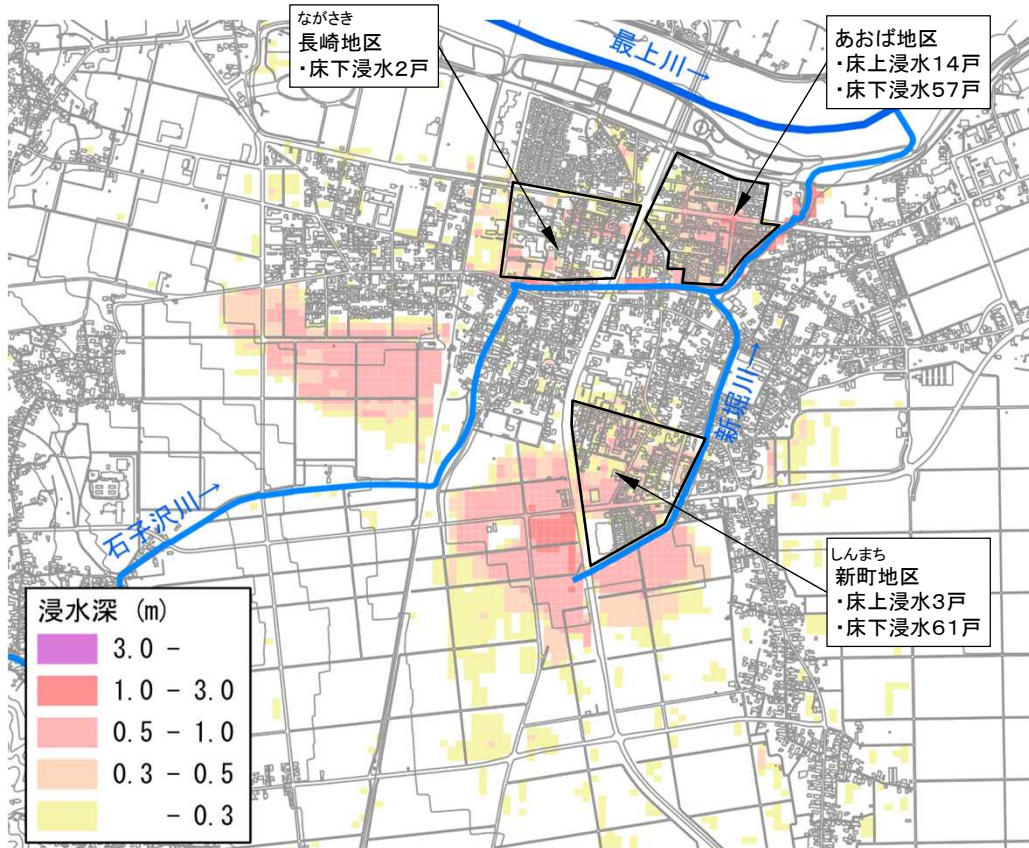 ながさき
長崎地区
・床下浸水2戸
最上川→
あおば地区
・床上浸水14戸
・床下浸水57戸
新堀川→
石子沢川→
しんまち
新町地区
・床上浸水3戸
・床下浸水61戸
浸水深 (m)
3.0 -
1.0 - 3.0
0.5 - 1.0
0.3 - 0.5
- 0.3